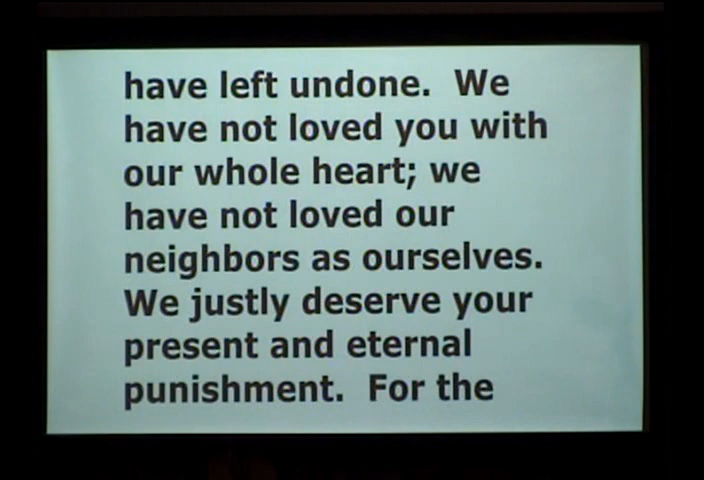 have left undone.  We
have not loved you with
our whole heart; we
have not loved our
neighbors as ourselves.
We justly deserve your
present and eternal
punishment.  For the